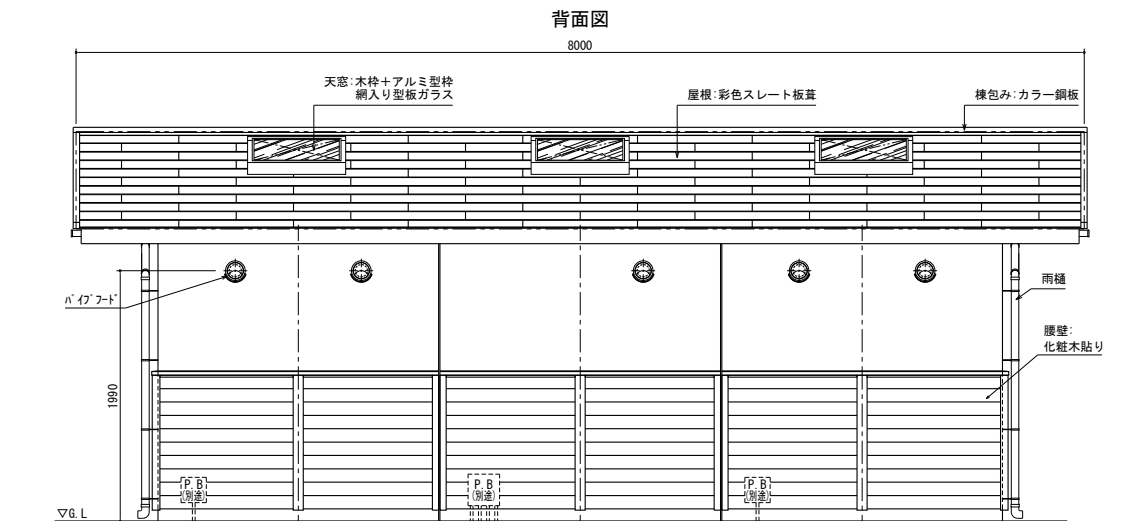 背面図
8000
天窓:木枠＋アルミ型枠
網入り型板ガラス
屋根:彩色スレート板葺
棟包み:カラー鋼板
パイプフード
雨樋
腰壁:
化粧木貼り
1990
P.B
(別途)
P.B
(別途)
P.B
(別途)
▽G.L